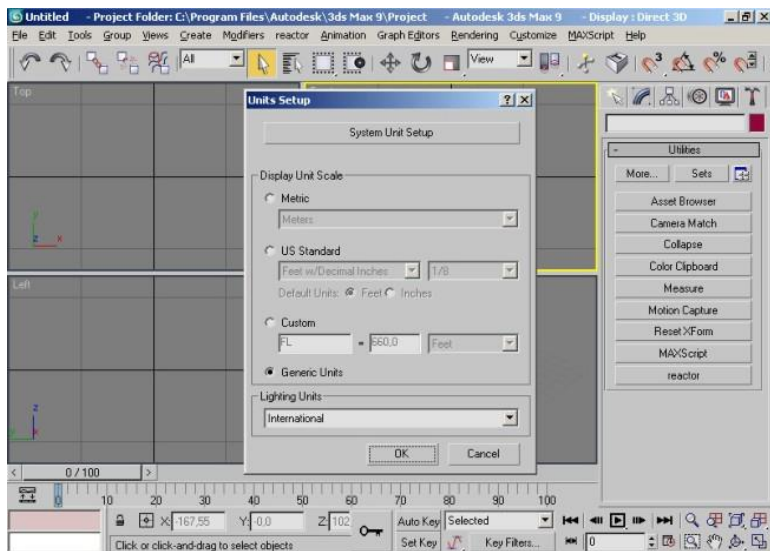 Untitled - Project Folder: C:\Program Files\Autodesk\3ds Max 9\Project - Autodesk 3ds Max 9 - Display : Direct 3D
File Edit Tools Group Views Create Modifiers reactor Animation Graph Editors Rendering Customize MAXScript Help
All View
Top
Units Setup
System Unit Setup
Display Unit Scale
Metric
Meters
US Standard
Feet w/Decimal Inches 1/8
Default Units: Feet Inches
Custom
FL = 660,0 Feet
Generic Units
Lighting Units
International
OK Cancel
y
z x
Left
z
y x
- Utilities
More... Sets
Asset Browser
Camera Match
Collapse
Color Clipboard
Measure
Motion Capture
Reset XForm
MAXScript
reactor
< 0 / 100 >
0 10 20 30 40 50 60 70 80 90 100
X: -167,55 Y: -0,0 Z: 102 Auto Key Selected
Click or click-and-drag to select objects Set Key Key Filters... 0